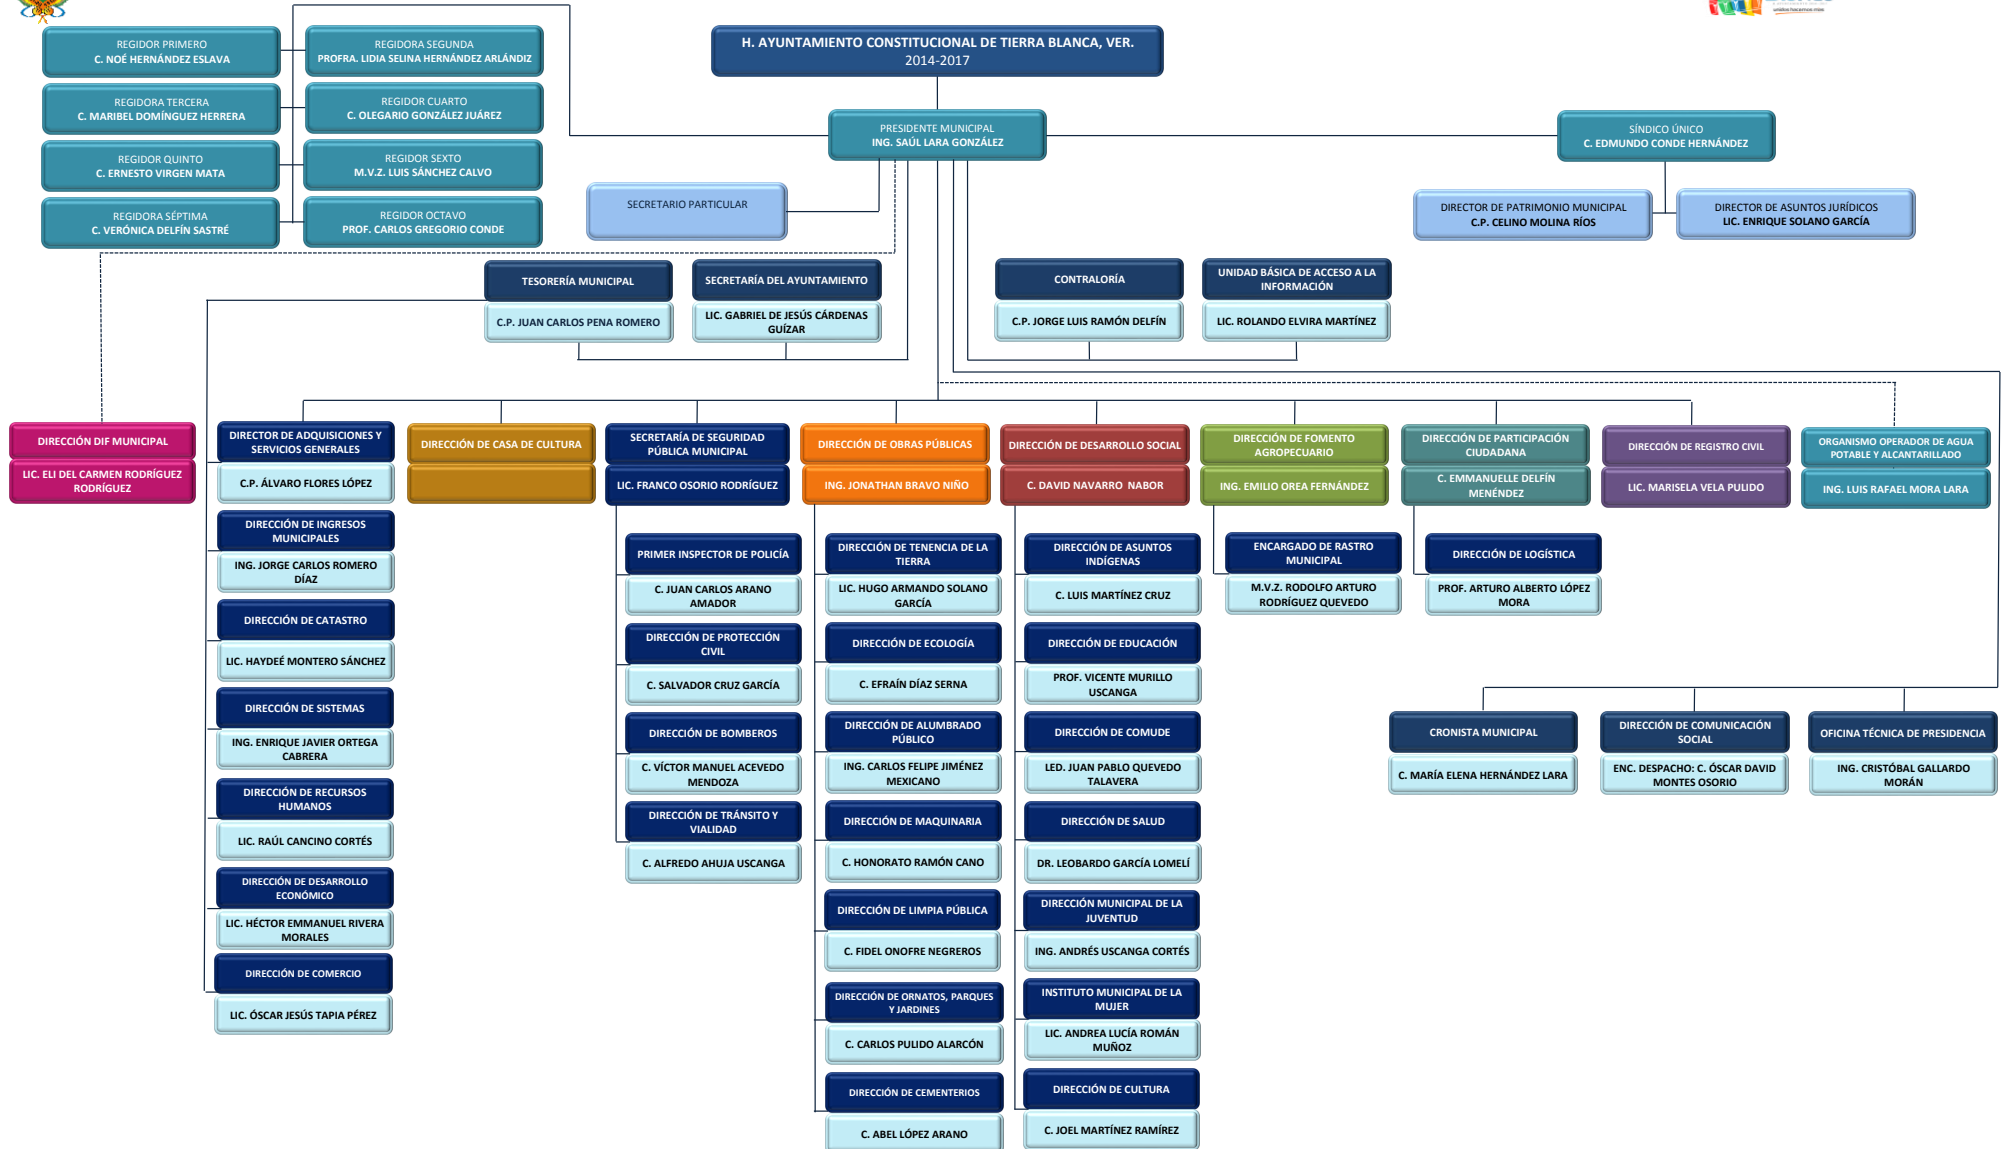 REGIDOR PRIMERO
C. NOÉ HERNÁNDEZ ESLAVA
REGIDORA SEGUNDA
PROFRA. LIDIA SELINA HERNÁNDEZ ARLÁNDIZ
REGIDORA TERCERA
C. MARIBEL DOMÍNGUEZ HERRERA
REGIDOR CUARTO
C. OLEGARIO GONZÁLEZ JUÁREZ
REGIDOR QUINTO
C. ERNESTO VIRGEN MATA
REGIDOR SEXTO
M.V.Z. LUIS SÁNCHEZ CALVO
REGIDORA SÉPTIMA
C. VERÓNICA DELFÍN SASTRÉ
REGIDOR OCTAVO
PROF. CARLOS GREGORIO CONDE
H. AYUNTAMIENTO CONSTITUCIONAL DE TIERRA BLANCA, VER.
2014-2017
PRESIDENTE MUNICIPAL
ING. SAÚL LARA GONZÁLEZ
SÍNDICO ÚNICO
C. EDMUNDO CONDE HERNÁNDEZ
SECRETARIO PARTICULAR
DIRECTOR DE PATRIMONIO MUNICIPAL
C.P. CELINO MOLINA RÍOS
DIRECTOR DE ASUNTOS JURÍDICOS
LIC. ENRIQUE SOLANO GARCÍA
TESORERÍA MUNICIPAL
C.P. JUAN CARLOS PENA ROMERO
SECRETARÍA DEL AYUNTAMIENTO
LIC. GABRIEL DE JESÚS CÁRDENAS
GUÍZAR
CONTRALORÍA
C.P. JORGE LUIS RAMÓN DELFÍN
UNIDAD BÁSICA DE ACCESO A LA
INFORMACIÓN
LIC. ROLANDO ELVIRA MARTÍNEZ
DIRECCIÓN DIF MUNICIPAL
LIC. ELI DEL CARMEN RODRÍGUEZ
RODRÍGUEZ
DIRECTOR DE ADQUISICIONES Y
SERVICIOS GENERALES
C.P. ÁLVARO FLORES LÓPEZ
DIRECCIÓN DE INGRESOS
MUNICIPALES
ING. JORGE CARLOS ROMERO
DÍAZ
DIRECCIÓN DE CATASTRO
LIC. HAYDEÉ MONTERO SÁNCHEZ
DIRECCIÓN DE SISTEMAS
ING. ENRIQUE JAVIER ORTEGA
CABRERA
DIRECCIÓN DE RECURSOS
HUMANOS
LIC. RAÚL CANCINO CORTÉS
DIRECCIÓN DE DESARROLLO
ECONÓMICO
LIC. HÉCTOR EMMANUEL RIVERA
MORALES
DIRECCIÓN DE COMERCIO
LIC. ÓSCAR JESÚS TAPIA PÉREZ
DIRECCIÓN DE CASA DE CULTURA
SECRETARÍA DE SEGURIDAD
PÚBLICA MUNICIPAL
LIC. FRANCO OSORIO RODRÍGUEZ
PRIMER INSPECTOR DE POLICÍA
C. JUAN CARLOS ARANO
AMADOR
DIRECCIÓN DE PROTECCIÓN
CIVIL
C. SALVADOR CRUZ GARCÍA
DIRECCIÓN DE BOMBEROS
C. VÍCTOR MANUEL ACEVEDO
MENDOZA
DIRECCIÓN DE TRÁNSITO Y
VIALIDAD
C. ALFREDO AHUJA USCANGA
DIRECCIÓN DE OBRAS PÚBLICAS
ING. JONATHAN BRAVO NIÑO
DIRECCIÓN DE TENENCIA DE LA
TIERRA
LIC. HUGO ARMANDO SOLANO
GARCÍA
DIRECCIÓN DE ECOLOGÍA
C. EFRAÍN DÍAZ SERNA
DIRECCIÓN DE ALUMBRADO
PÚBLICO
ING. CARLOS FELIPE JIMÉNEZ
MEXICANO
DIRECCIÓN DE MAQUINARIA
C. HONORATO RAMÓN CANO
DIRECCIÓN DE LIMPIA PÚBLICA
C. FIDEL ONOFRE NEGREROS
DIRECCIÓN DE ORNATOS, PARQUES
Y JARDINES
C. CARLOS PULIDO ALARCÓN
DIRECCIÓN DE CEMENTERIOS
C. ABEL LÓPEZ ARANO
DIRECCIÓN DE DESARROLLO SOCIAL
C. DAVID NAVARRO NABOR
DIRECCIÓN DE ASUNTOS
INDÍGENAS
C. LUIS MARTÍNEZ CRUZ
DIRECCIÓN DE EDUCACIÓN
PROF. VICENTE MURILLO
USCANGA
DIRECCIÓN DE COMUDE
LED. JUAN PABLO QUEVEDO
TALAVERA
DIRECCIÓN DE SALUD
DR. LEOBARDO GARCÍA LOMELÍ
DIRECCIÓN MUNICIPAL DE LA
JUVENTUD
ING. ANDRÉS USCANGA CORTÉS
INSTITUTO MUNICIPAL DE LA
MUJER
LIC. ANDREA LUCÍA ROMÁN
MUÑOZ
DIRECCIÓN DE CULTURA
C. JOEL MARTÍNEZ RAMÍREZ
DIRECCIÓN DE FOMENTO
AGROPECUARIO
ING. EMILIO OREA FERNÁNDEZ
ENCARGADO DE RASTRO
MUNICIPAL
M.V.Z. RODOLFO ARTURO
RODRÍGUEZ QUEVEDO
DIRECCIÓN DE PARTICIPACIÓN
CIUDADANA
C. EMMANUELLE DELFÍN
MENÉNDEZ
DIRECCIÓN DE LOGÍSTICA
PROF. ARTURO ALBERTO LÓPEZ
MORA
DIRECCIÓN DE REGISTRO CIVIL
LIC. MARISELA VELA PULIDO
ORGANISMO OPERADOR DE AGUA
POTABLE Y ALCANTARILLADO
ING. LUIS RAFAEL MORA LARA
CRONISTA MUNICIPAL
C. MARÍA ELENA HERNÁNDEZ LARA
DIRECCIÓN DE COMUNICACIÓN
SOCIAL
ENC. DESPACHO: C. ÓSCAR DAVID
MONTES OSORIO
OFICINA TÉCNICA DE PRESIDENCIA
ING. CRISTÓBAL GALLARDO
MORÁN